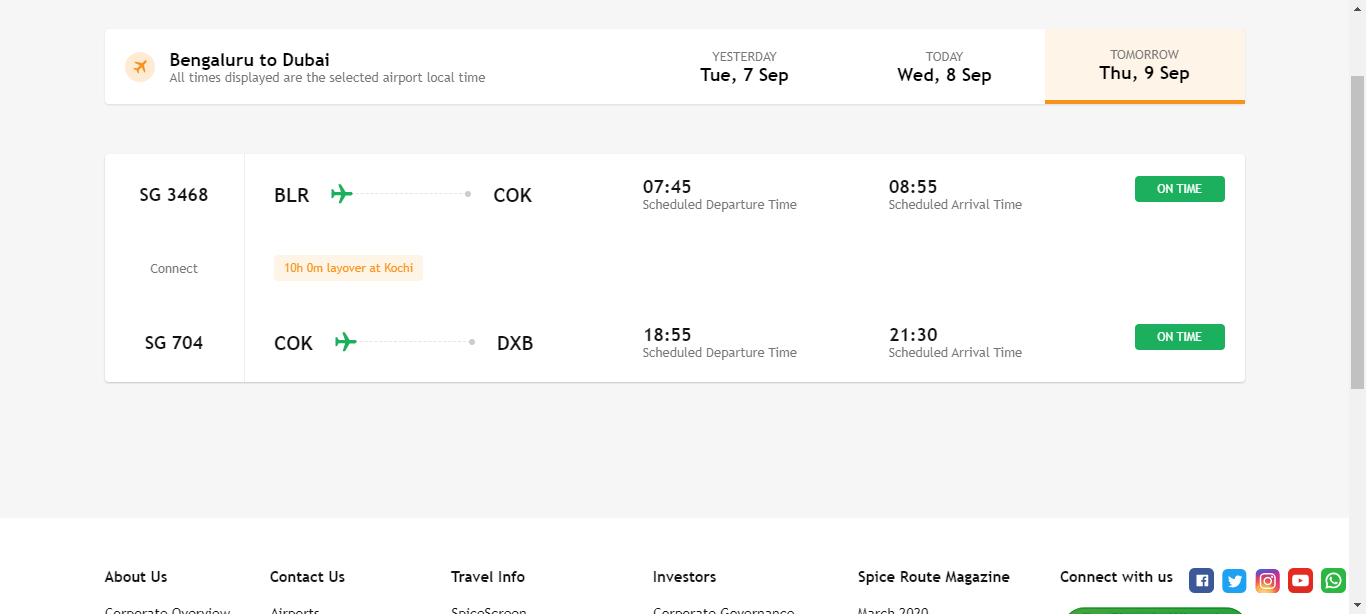 Bengaluru to Dubai
All times displayed are the selected airport local time
YESTERDAY
Tue, 7 Sep
TODAY
Wed, 8 Sep
TOMORROW
Thu, 9 Sep
SG 3468
BLR
COK
07:45
Scheduled Departure Time
08:55
Scheduled Arrival Time
ON TIME
Connect
10h 0m layover at Kochi
SG 704
COK
DXB
18:55
Scheduled Departure Time
21:30
Scheduled Arrival Time
ON TIME
About Us
Contact Us
Travel Info
Investors
Spice Route Magazine
Connect with us
Corporate Overview
Airports
SpiceScreen
Corporate Governance
March 2020